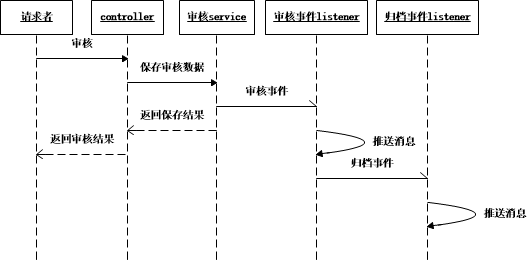 请求者
controller
审核service
审核事件listener
归档事件listener
审核
保存审核数据
审核事件
返回保存结果
推送消息
返回审核结果
归档事件
推送消息